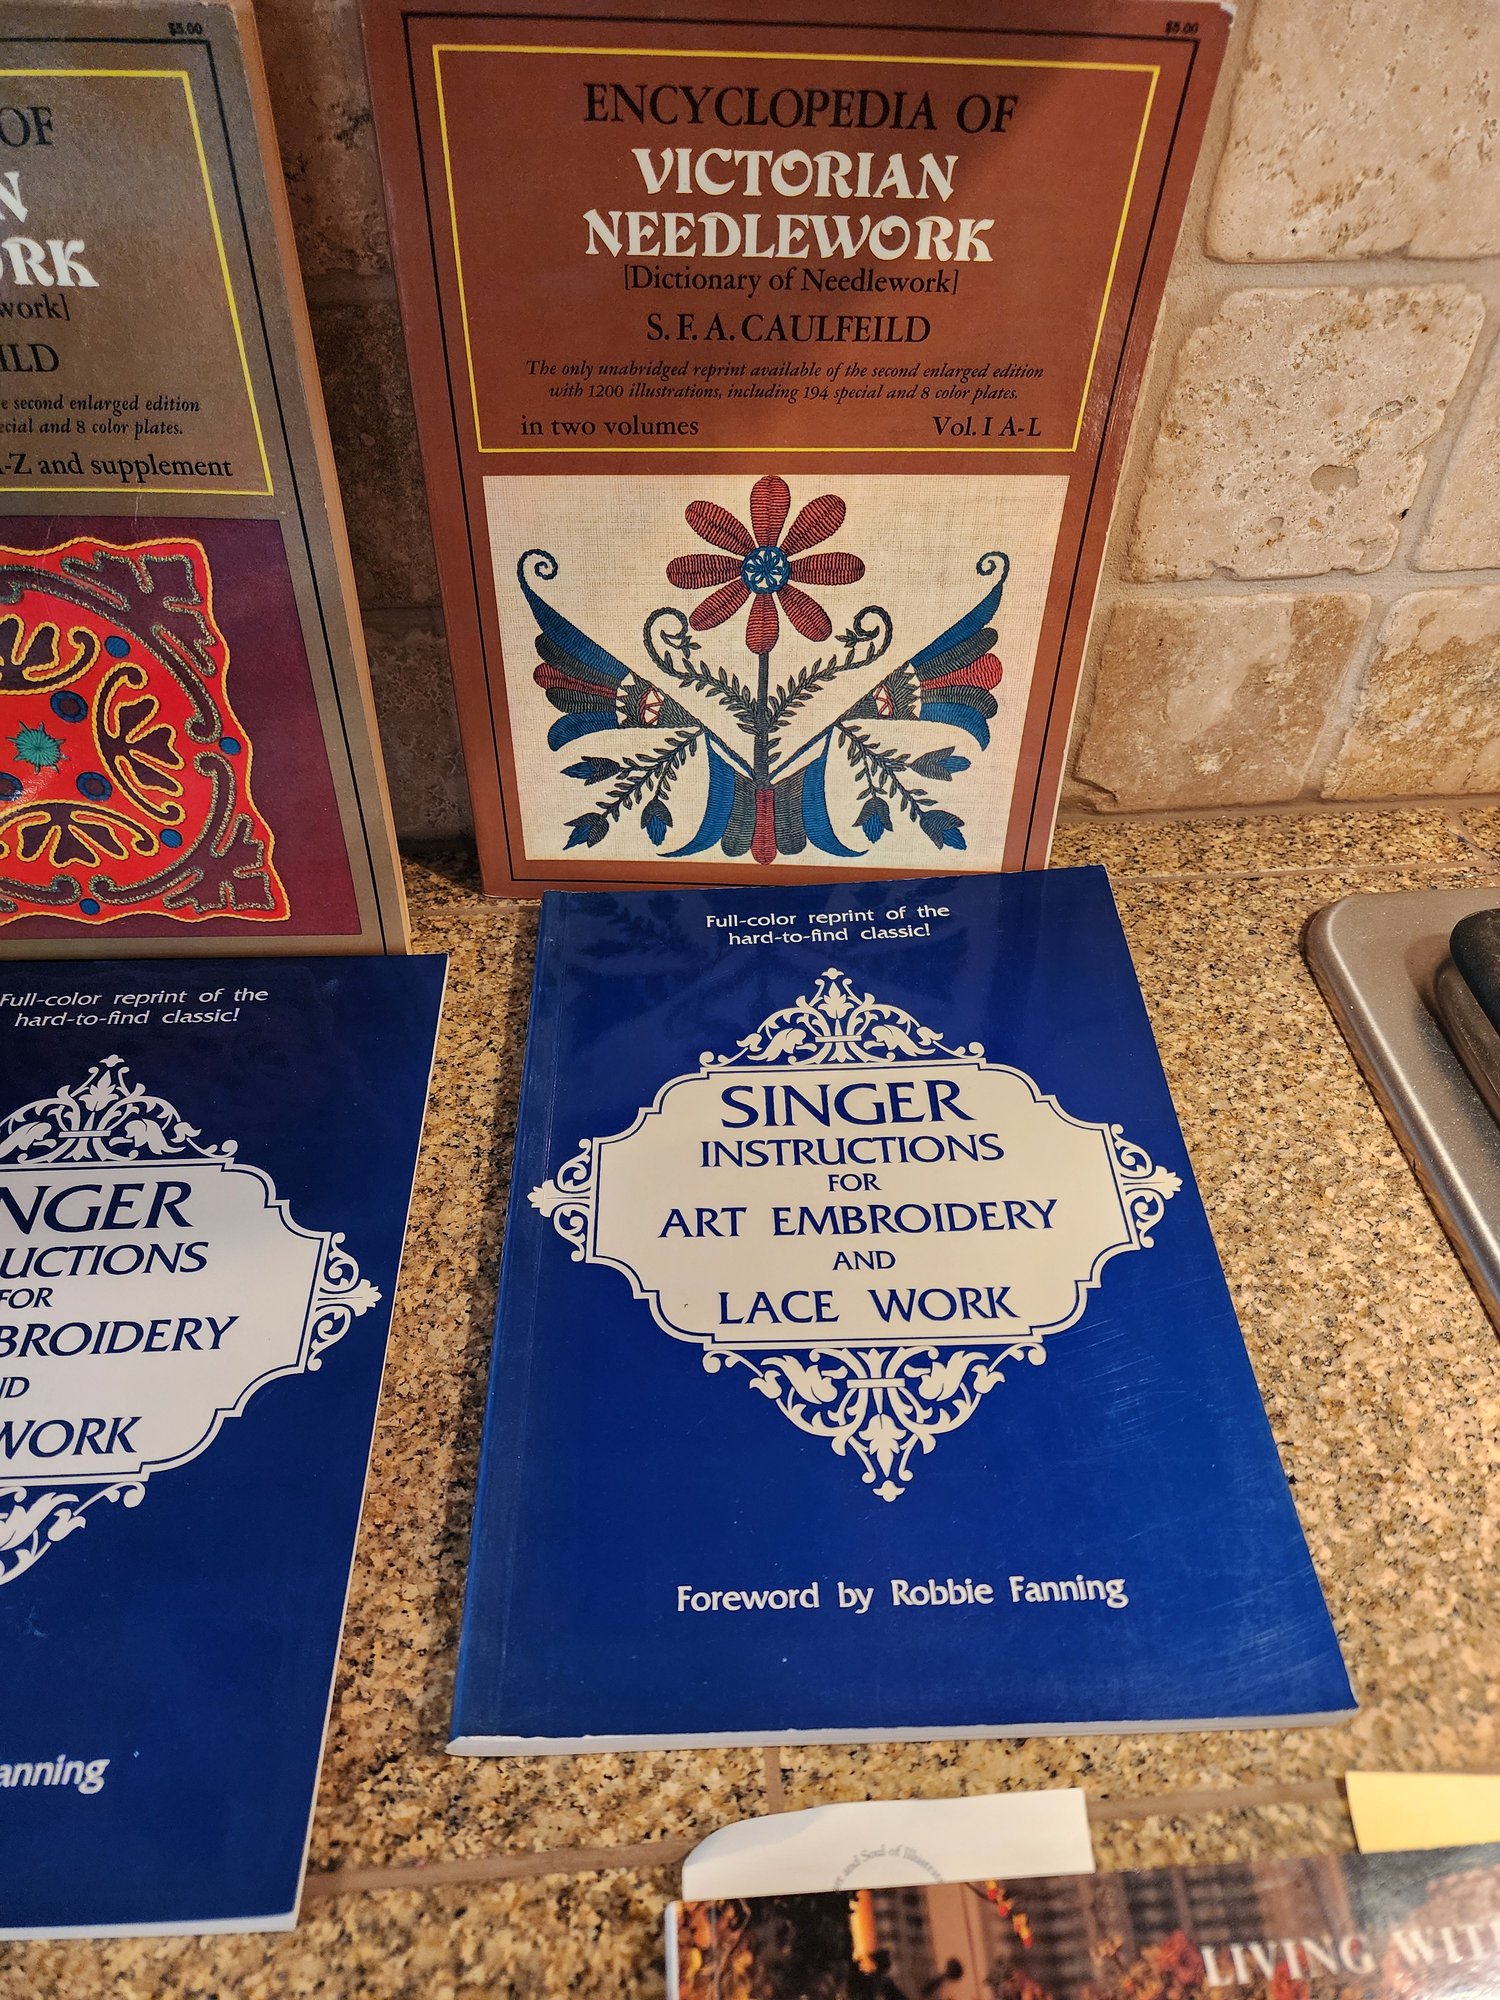 $5.00
OF
N
ORK
work]
ILD
e second enlarged edition
ecial and 8 color plates.
-Z and supplement
$5.00
ENCYCLOPEDIA OF
VICTORIAN
NEEDLEWORK
[Dictionary of Needlework]
S.F.A. CAULFEILD
The only unabridged reprint available of the second enlarged edition
with 1200 illustrations, including 194 special and 8 color plates.
in two volumes Vol. I A-L
Full-color reprint of the
hard-to-find classic!
NGER
UCTIONS
FOR
BROIDERY
ND
WORK
anning
Full-color reprint of the
hard-to-find classic!
SINGER
INSTRUCTIONS
FOR
ART EMBROIDERY
AND
LACE WORK
Foreword by Robbie Fanning
and Soul of
LIVING WIT